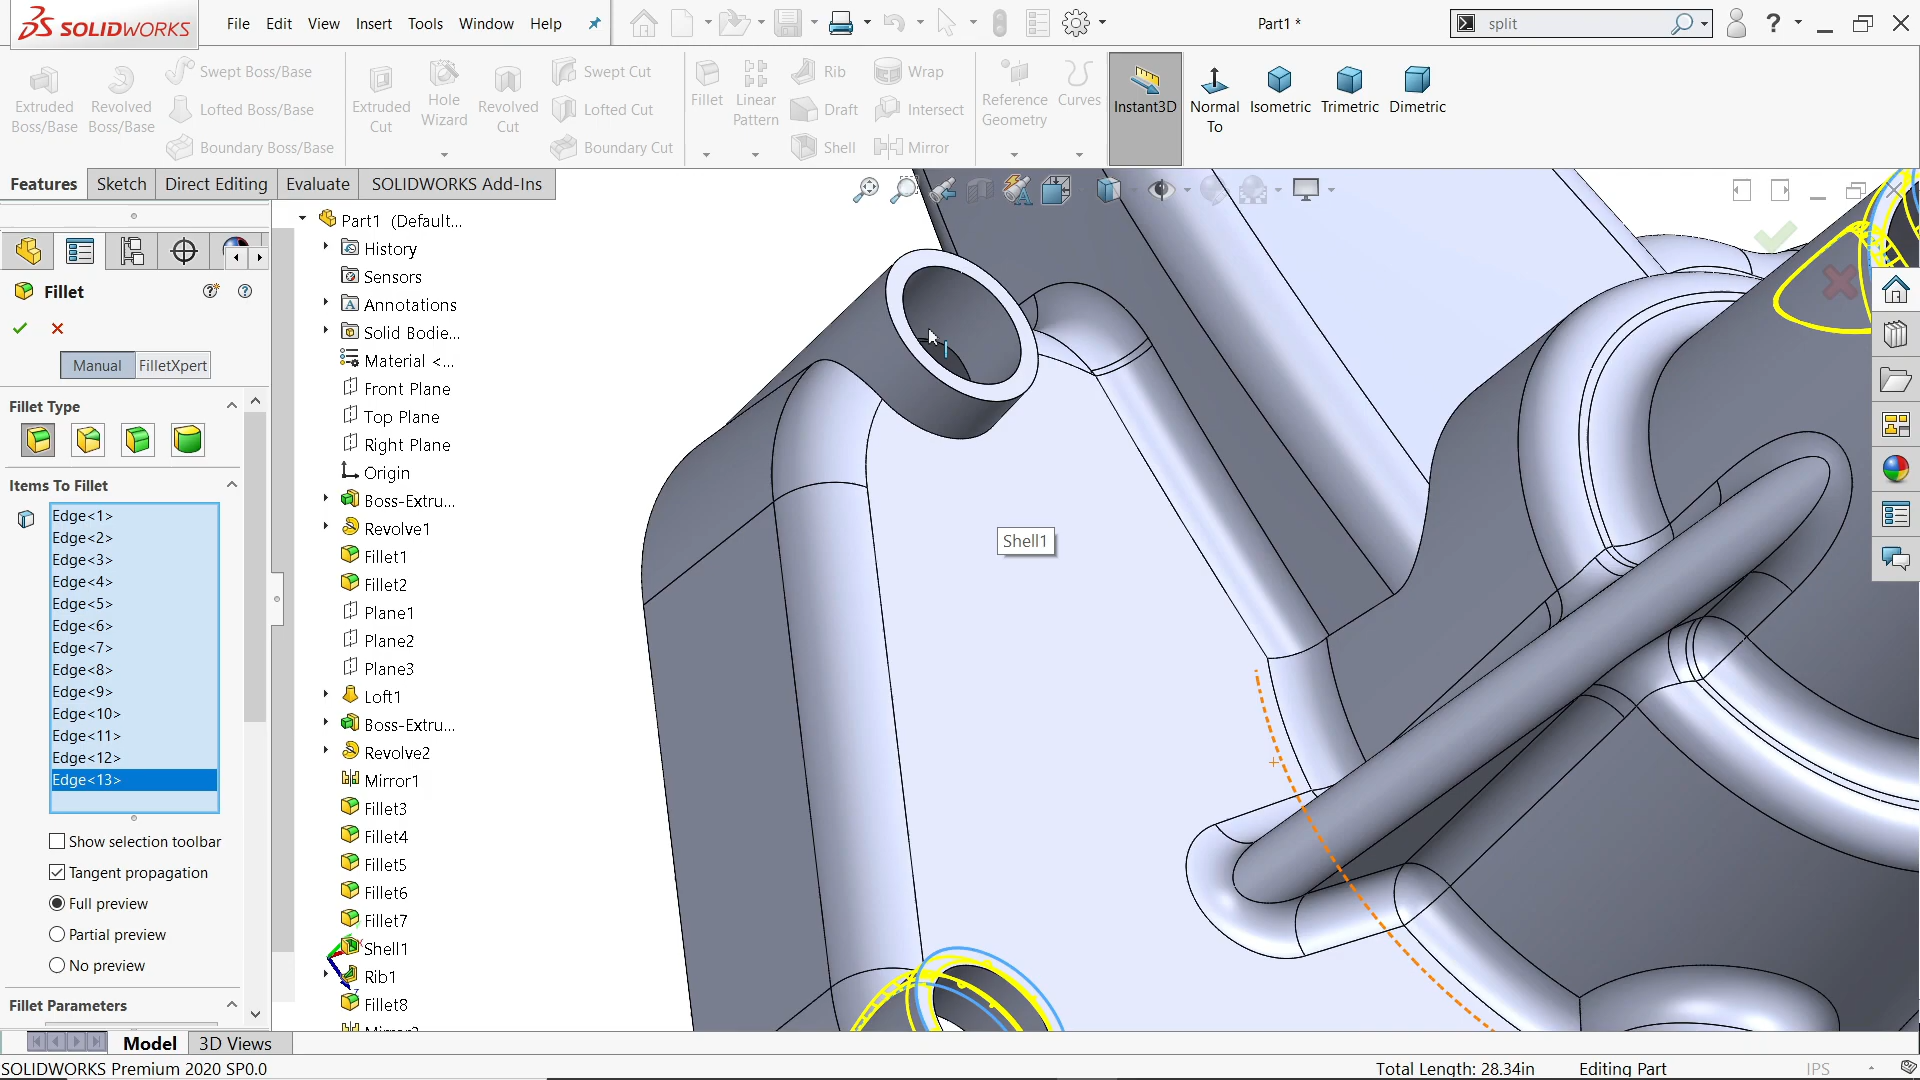 SOLIDWORKS
File Edit View Insert Tools Window Help
Part1 *
split
Extruded Boss/Base
Revolved Boss/Base
Swept Boss/Base
Lofted Boss/Base
Boundary Boss/Base
Extruded Cut
Hole Wizard
Revolved Cut
Swept Cut
Lofted Cut
Boundary Cut
Fillet
Linear Pattern
Rib
Draft
Shell
Wrap
Intersect
Mirror
Reference Geometry
Curves
Instant3D
Normal To
Isometric
Trimetric
Dimetric
Features Sketch Direct Editing Evaluate SOLIDWORKS Add-Ins
Fillet
Manual FilletXpert
Fillet Type
Items To Fillet
Edge<1>
Edge<2>
Edge<3>
Edge<4>
Edge<5>
Edge<6>
Edge<7>
Edge<8>
Edge<9>
Edge<10>
Edge<11>
Edge<12>
Edge<13>
Show selection toolbar
Tangent propagation
Full preview
Partial preview
No preview
Fillet Parameters
Part1 (Default...
History
Sensors
Annotations
Solid Bodie...
Material <...
Front Plane
Top Plane
Right Plane
Origin
Boss-Extru...
Revolve1
Fillet1
Fillet2
Plane1
Plane2
Plane3
Loft1
Boss-Extru...
Revolve2
Mirror1
Fillet3
Fillet4
Fillet5
Fillet6
Fillet7
Shell1
Rib1
Fillet8
Shell1
Model 3D Views
SOLIDWORKS Premium 2020 SP0.0
Total Length: 28.34in Editing Part IPS